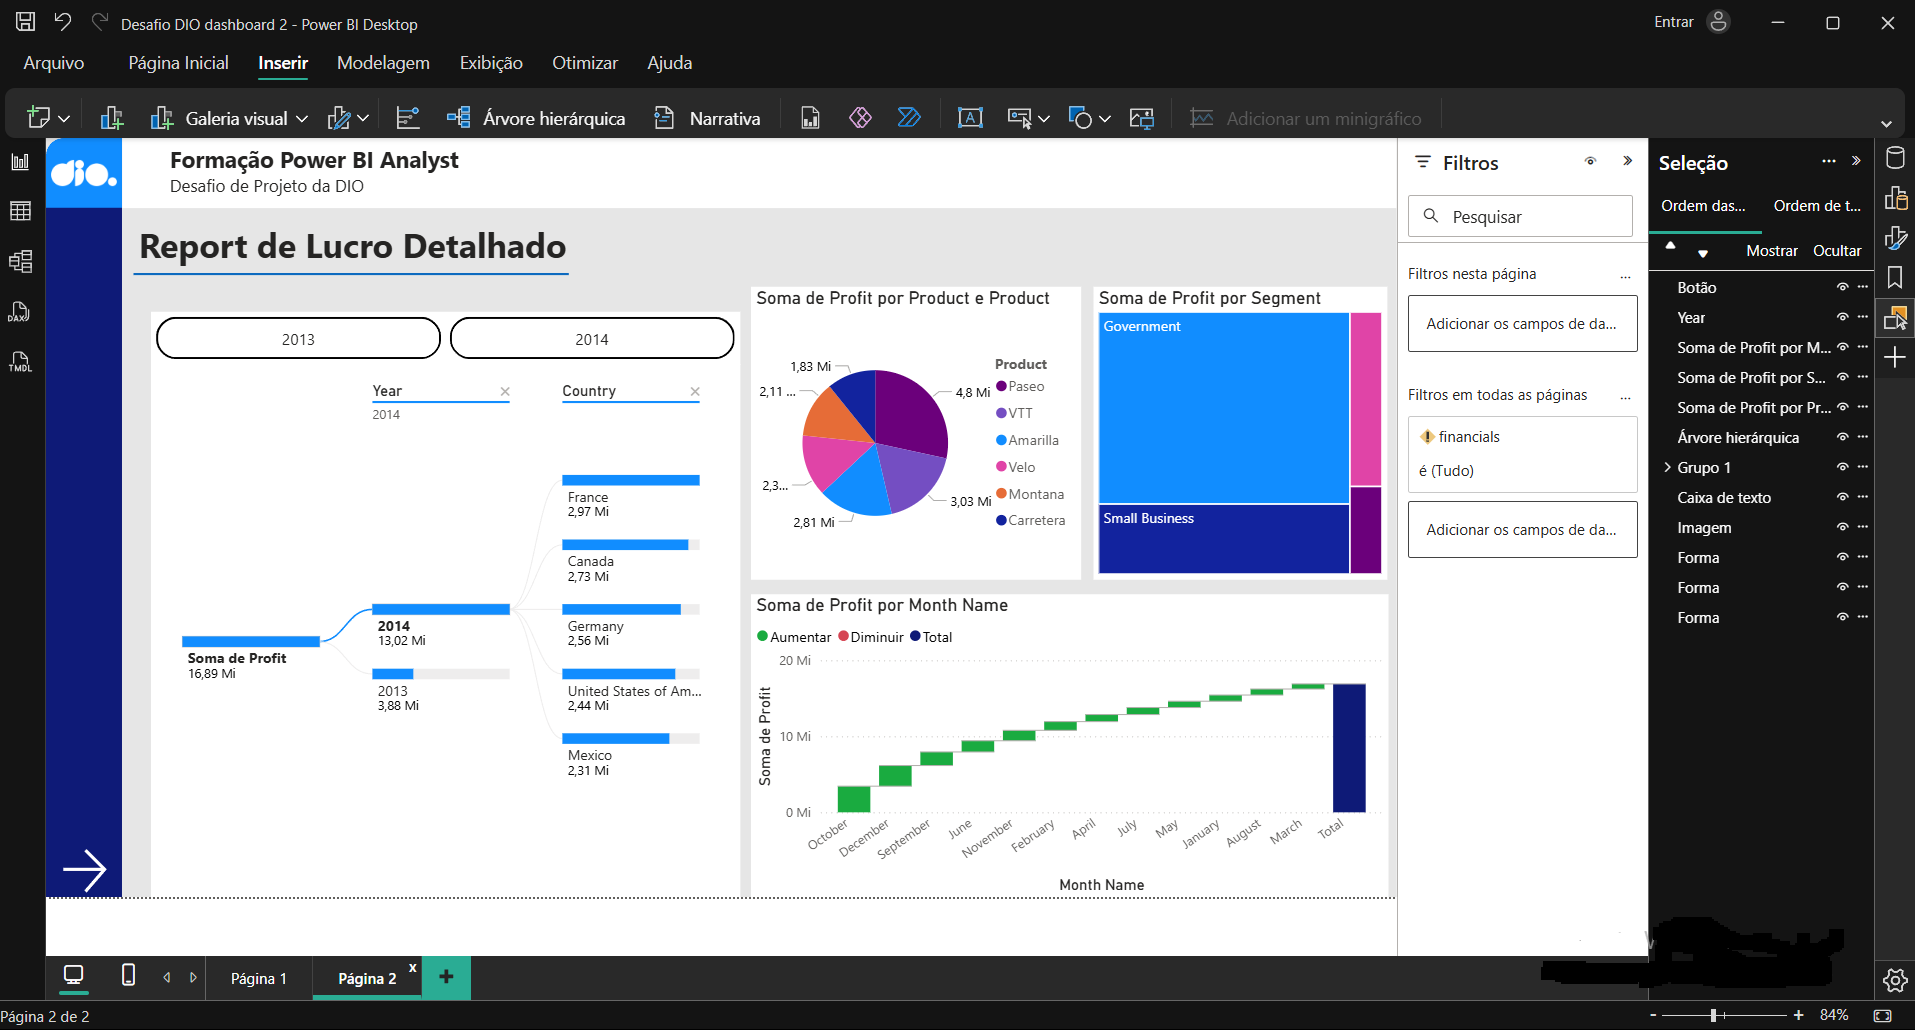 Desafio DIO dashboard 2 - Power BI Desktop
Entrar
Arquivo
Página Inicial
Inserir
Modelagem
Exibição
Otimizar
Ajuda
Galeria visual
Árvore hierárquica
Narrativa
Adicionar um minigráfico
DAX
TMDL
dio.
Formação Power BI Analyst
Desafio de Projeto da DIO
Report de Lucro Detalhado
2013
2014
Year
2014
Country
Soma de Profit
16,89 Mi
2014
13,02 Mi
2013
3,88 Mi
France
2,97 Mi
Canada
2,73 Mi
Germany
2,56 Mi
United States of Am...
2,44 Mi
Mexico
2,31 Mi
Soma de Profit por Product e Product
1,83 Mi
2,11 ...
2,3...
2,81 Mi
3,03 Mi
4,8 Mi
Product
Paseo
VTT
Amarilla
Velo
Montana
Carretera
Soma de Profit por Segment
Government
Small Business
Soma de Profit por Month Name
Aumentar
Diminuir
Total
20 Mi
10 Mi
0 Mi
Soma de Profit
October
December
September
June
November
February
April
July
May
January
August
March
Total
Month Name
Filtros
Pesquisar
Filtros nesta página
...
Adicionar os campos de da...
Filtros em todas as páginas
...
financials
é (Tudo)
Adicionar os campos de da...
Seleção
Ordem das...
Ordem de t...
Mostrar
Ocultar
Botão
Year
Soma de Profit por M...
Soma de Profit por S...
Soma de Profit por Pr...
Árvore hierárquica
Grupo 1
Caixa de texto
Imagem
Forma
Forma
Forma
Página 1
Página 2
x
+
Página 2 de 2
- + 84%